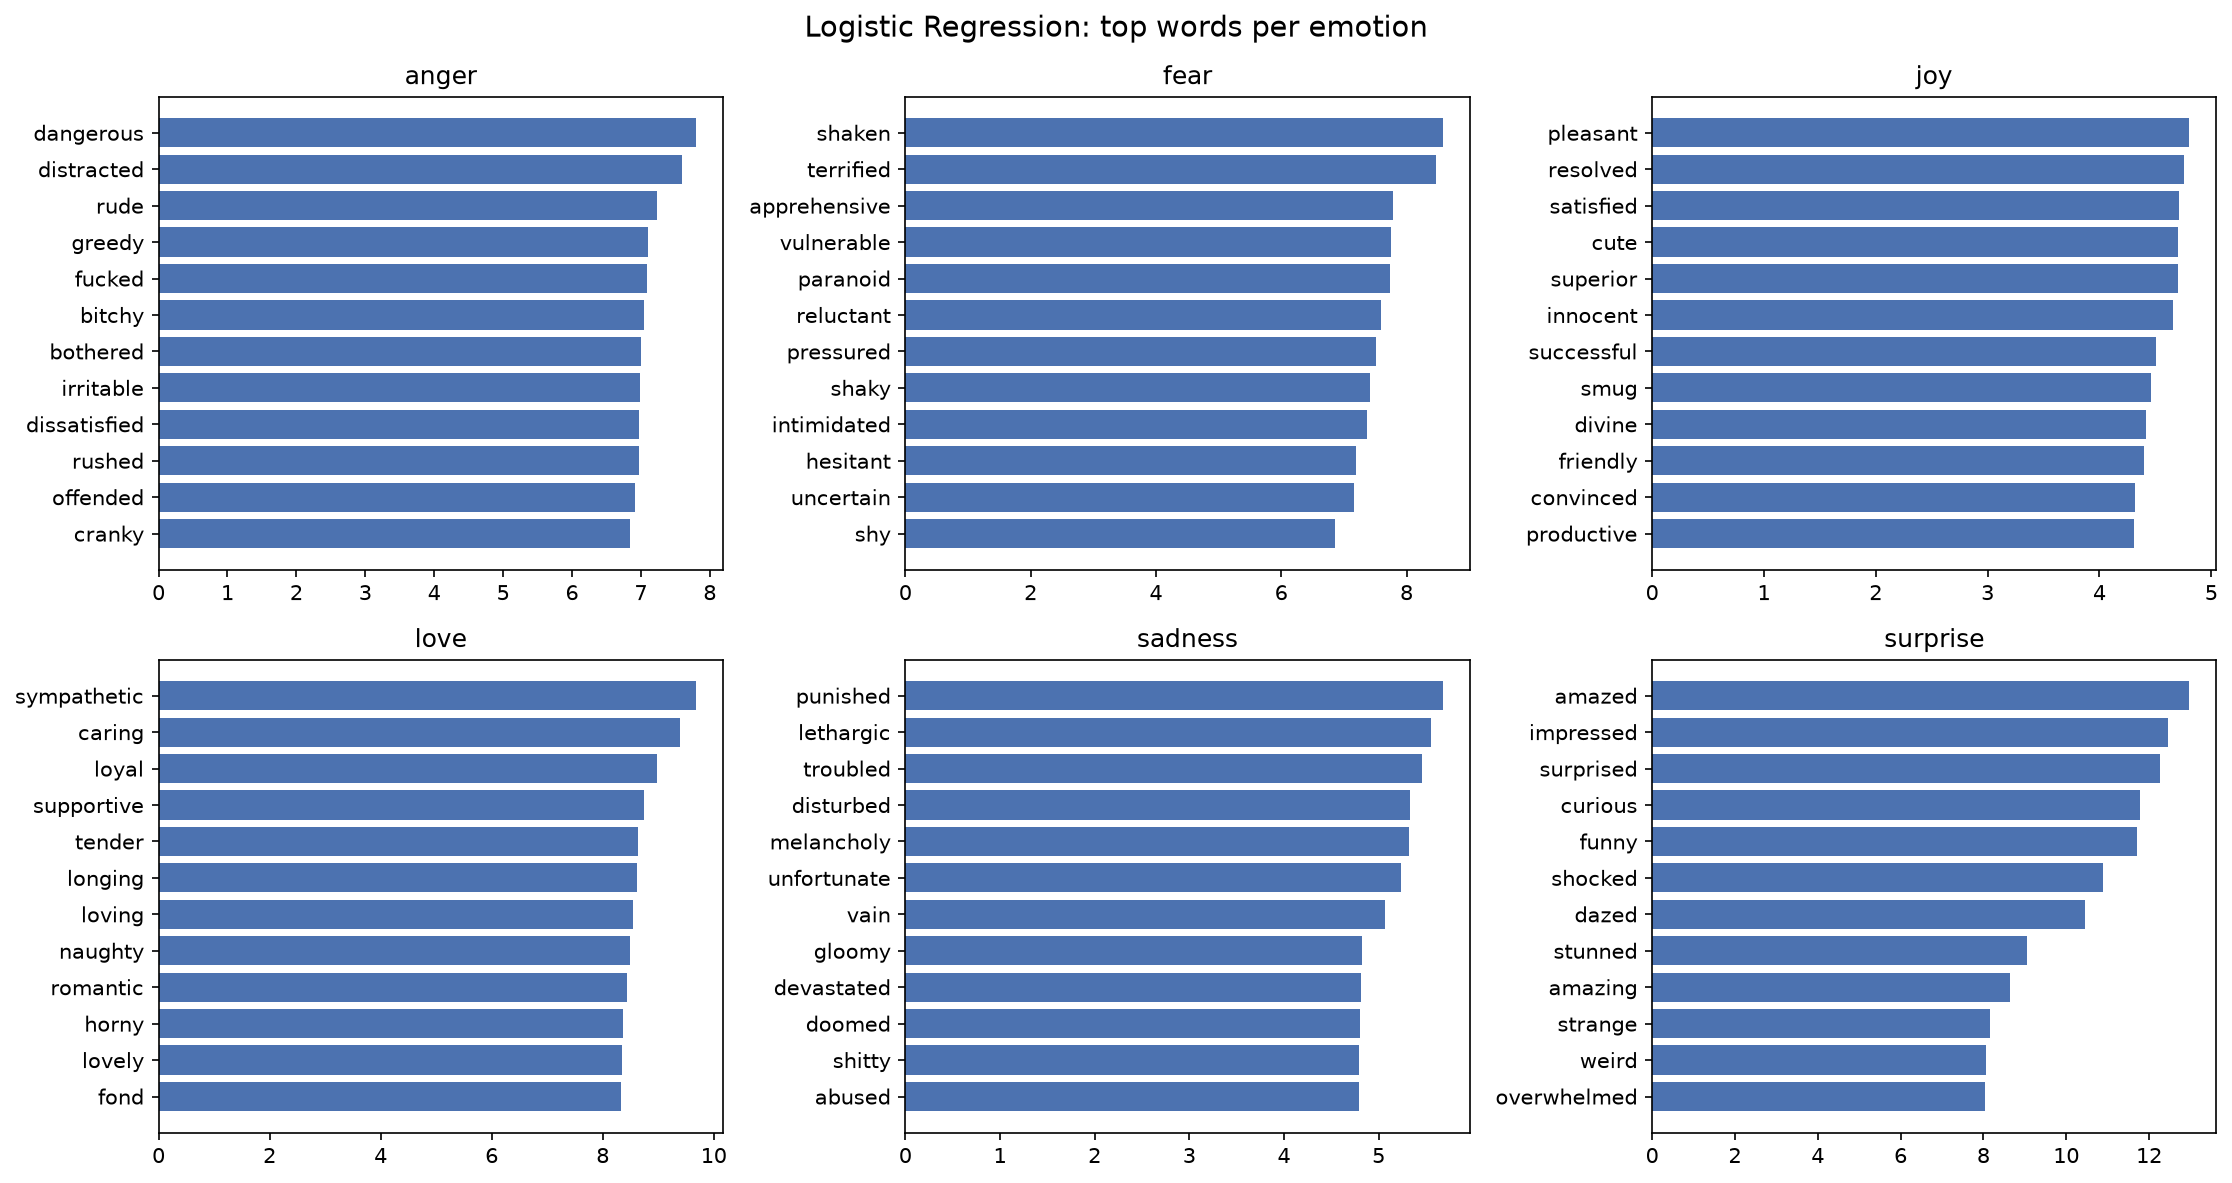 Logistic Regression: top words per emotion
anger
dangerous
distracted
rude
greedy
fucked
bitchy
bothered
irritable
dissatisfied
rushed
offended
cranky
0 1 2 3 4 5 6 7 8
fear
shaken
terrified
apprehensive
vulnerable
paranoid
reluctant
pressured
shaky
intimidated
hesitant
uncertain
shy
0 2 4 6 8
joy
pleasant
resolved
satisfied
cute
superior
innocent
successful
smug
divine
friendly
convinced
productive
0 1 2 3 4 5
love
sympathetic
caring
loyal
supportive
tender
longing
loving
naughty
romantic
horny
lovely
fond
0 2 4 6 8 10
sadness
punished
lethargic
troubled
disturbed
melancholy
unfortunate
vain
gloomy
devastated
doomed
shitty
abused
0 1 2 3 4 5
surprise
amazed
impressed
surprised
curious
funny
shocked
dazed
stunned
amazing
strange
weird
overwhelmed
0 2 4 6 8 10 12